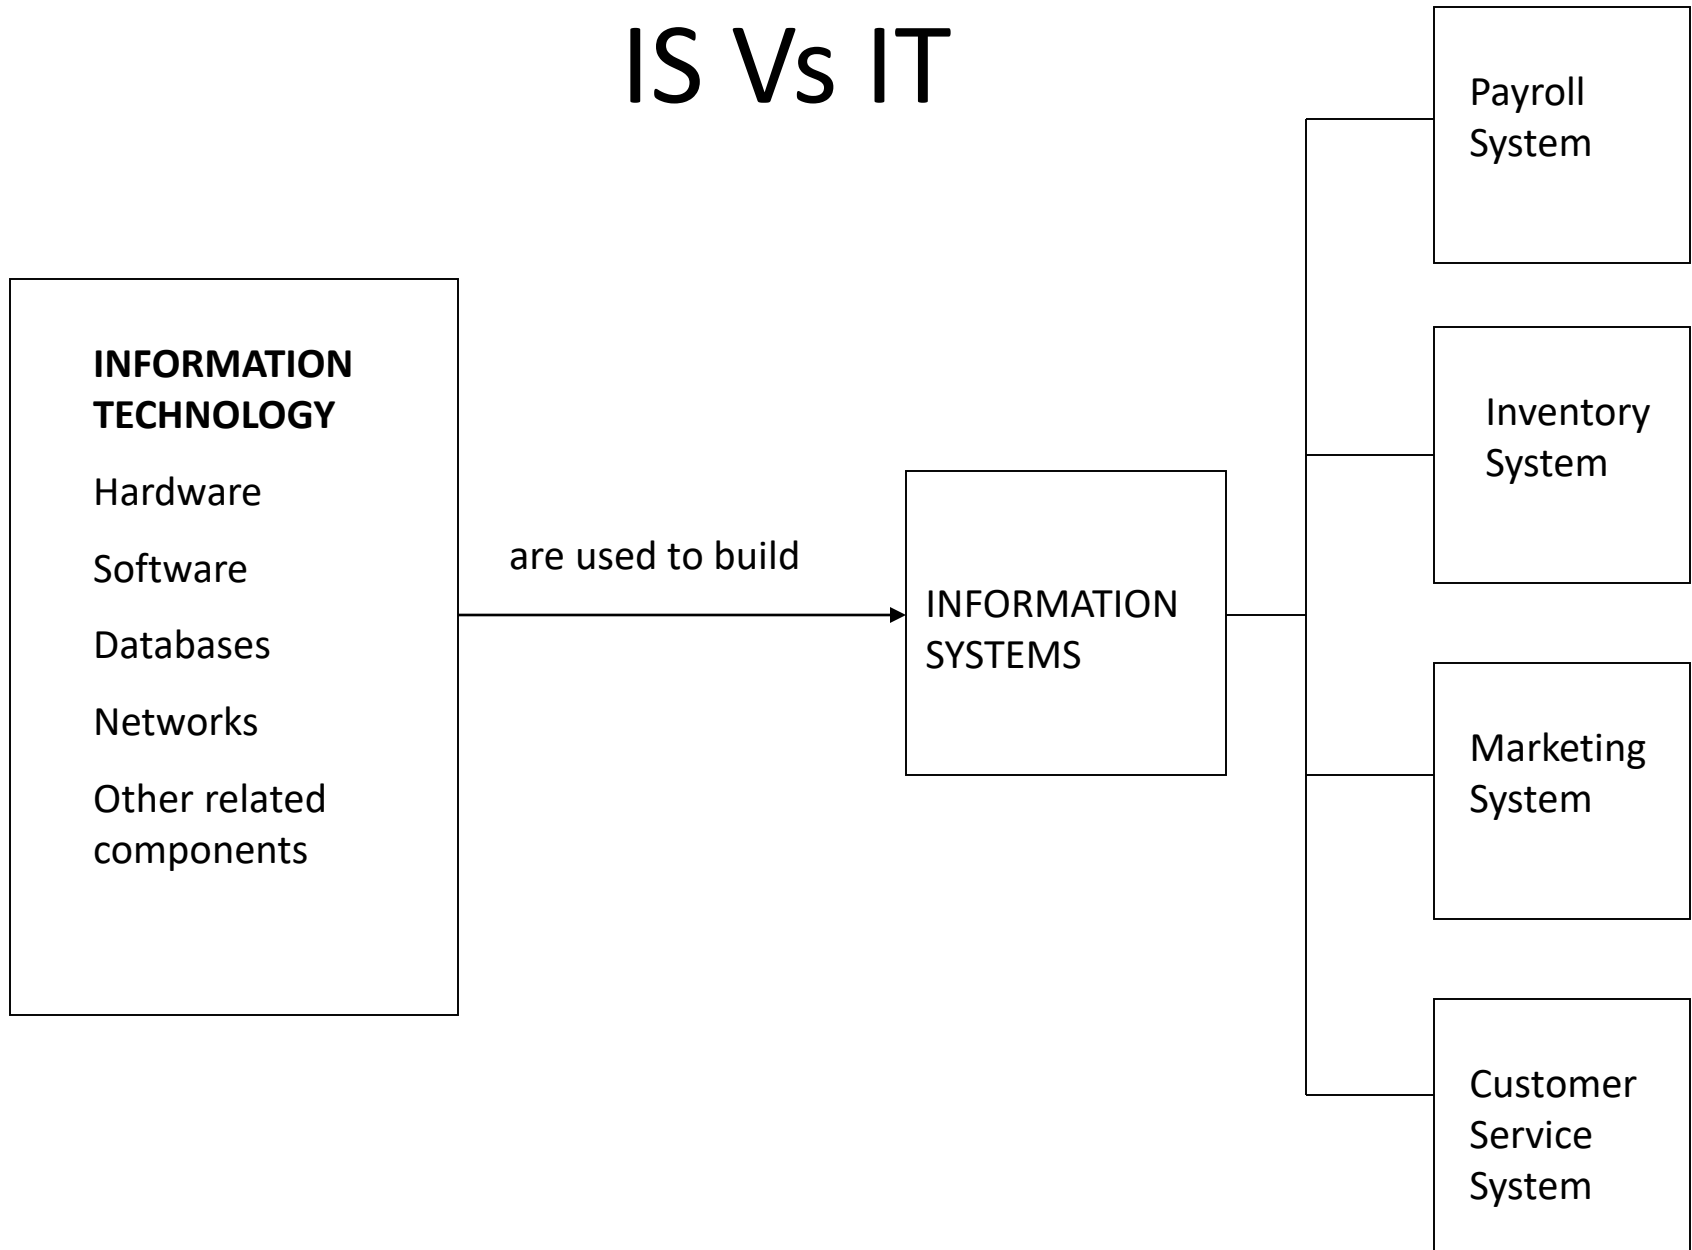 IS Vs IT
INFORMATION
TECHNOLOGY
Hardware
Software
Databases
Networks
Other related
components
are used to build
INFORMATION
SYSTEMS
Payroll
System
Inventory
System
Marketing
System
Customer
Service
System